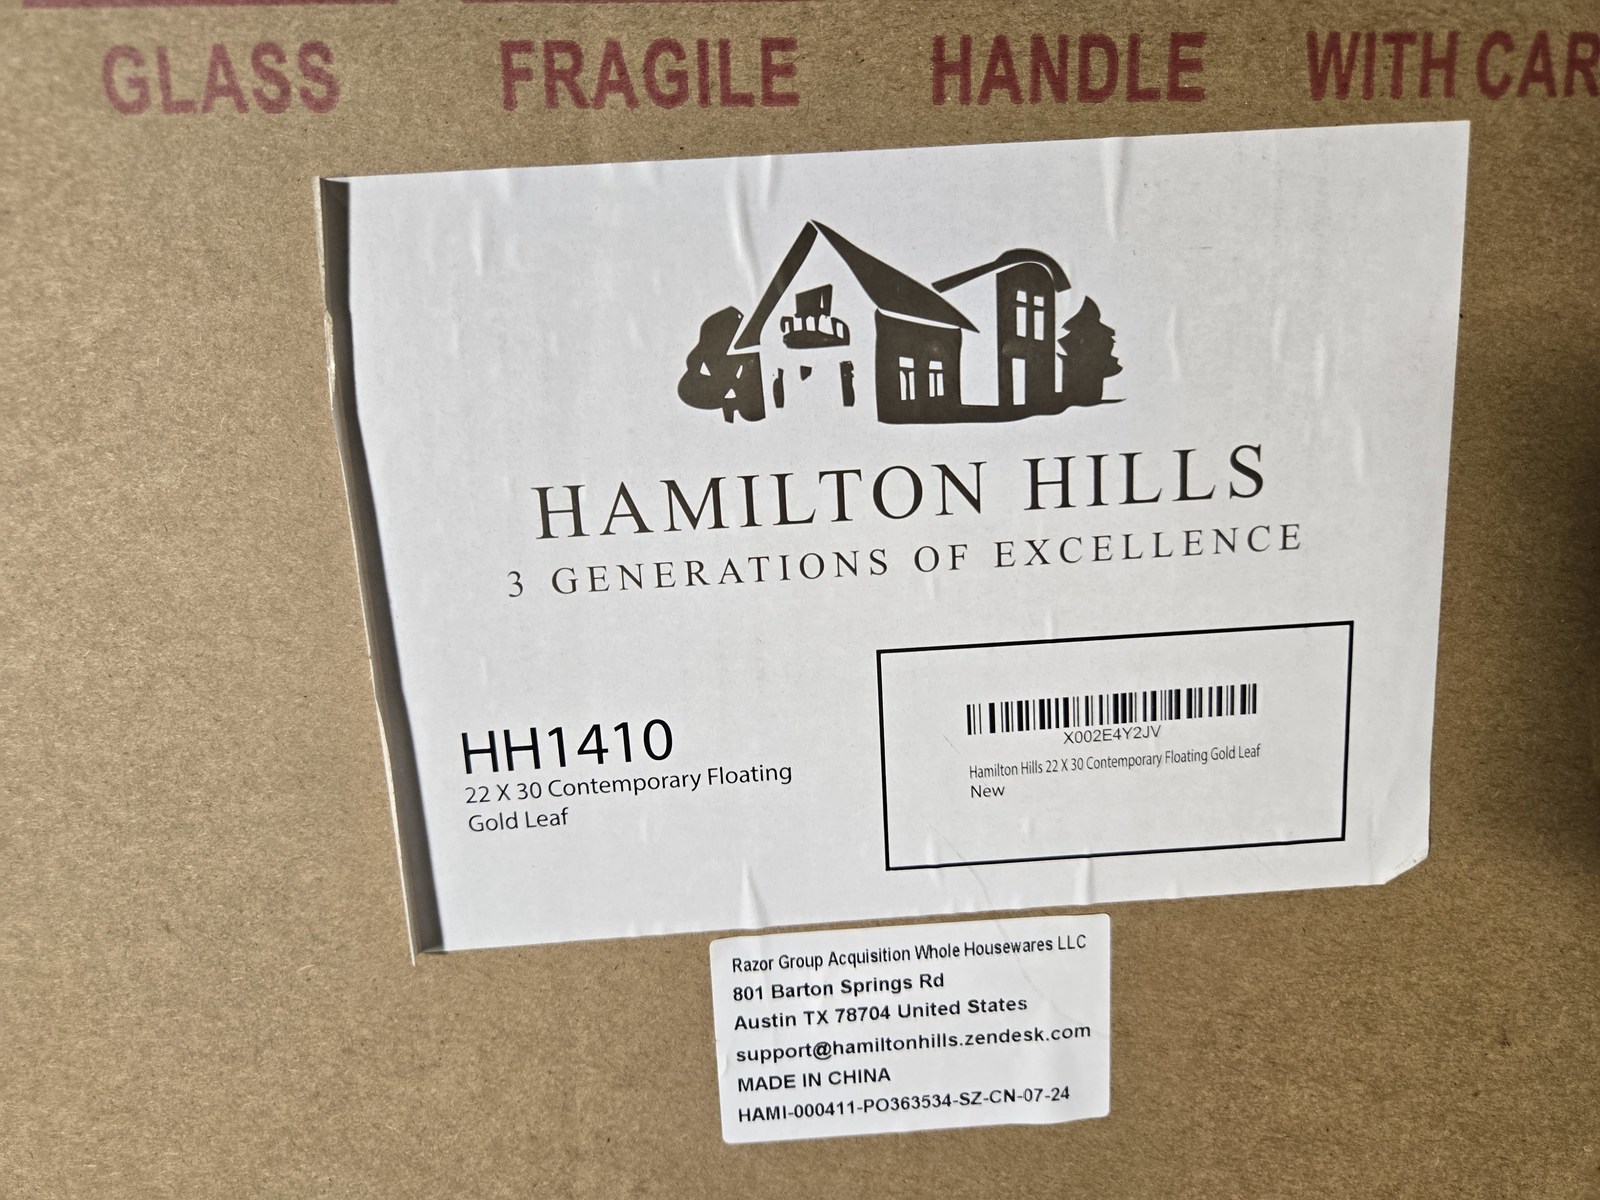 GLASS FRAGILE HANDLE WITH CAR
HAMILTON HILLS
3 GENERATIONS OF EXCELLENCE
HH1410
22 X 30 Contemporary Floating
Gold Leaf
X002E4Y2JV
Hamilton Hills 22 X 30 Contemporary Floating Gold Leaf
New
Razor Group Acquisition Whole Housewares LLC
801 Barton Springs Rd
Austin TX 78704 United States
support@hamiltonhills.zendesk.com
MADE IN CHINA
HAMI-000411-PO363534-SZ-CN-07-24